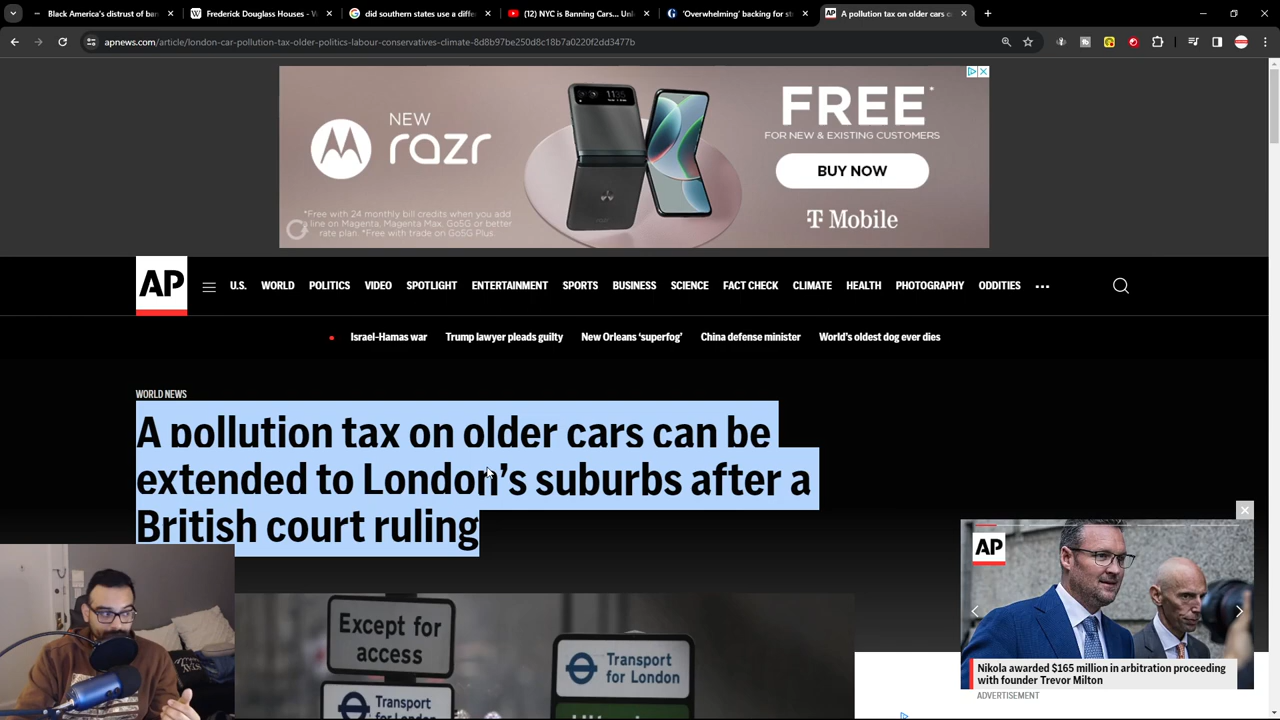 Black America's distrust of ban
Frederick Douglass Houses - W
did southern states use a diffe
(12) NYC is Banning Cars... Unl
'Overwhelming' backing for st
A pollution tax on older cars c
apnews.com/article/london-car-pollution-tax-older-politics-labour-conservatives-climate-8d8b97be250d8c18b7a0220f2dd3477b
NEW
razr
*Free with 24 monthly bill credits when you add
line on Magenta, Magenta Max, Go5G or better
rate plan. *Free with trade on Go5G Plus.
FREE*
FOR NEW & EXISTING CUSTOMERS
BUY NOW
T Mobile
AP
U.S. WORLD POLITICS VIDEO SPOTLIGHT ENTERTAINMENT SPORTS BUSINESS SCIENCE FACT CHECK CLIMATE HEALTH PHOTOGRAPHY ODDITIES
Israel-Hamas war Trump lawyer pleads guilty New Orleans 'superfog' China defense minister World's oldest dog ever dies
WORLD NEWS
A pollution tax on older cars can be
extended to London's suburbs after a
British court ruling
Except for
access
Transport
for London
Transport
for London
AP
Nikola awarded $165 million in arbitration proceeding
with founder Trevor Milton
ADVERTISEMENT